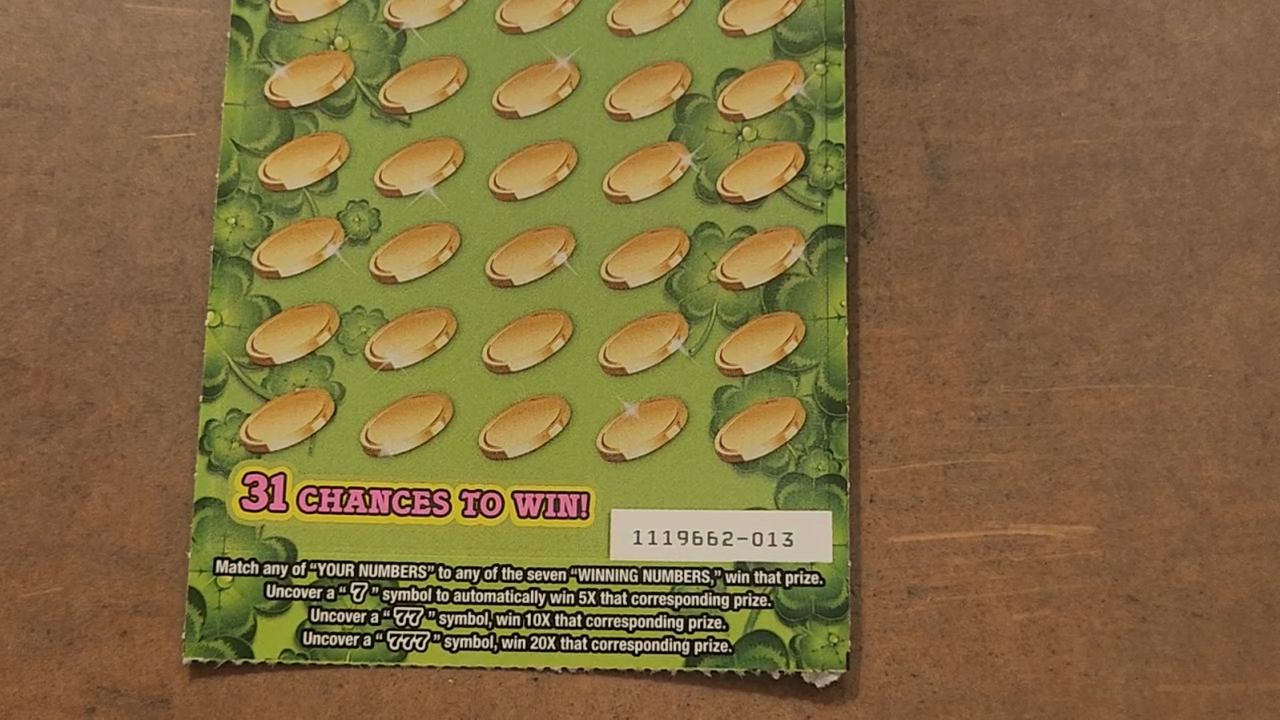 31 CHANCES TO WIN!
1119662-013
Match any of "YOUR NUMBERS" to any of the seven "WINNING NUMBERS," win that prize.
Uncover a "7" symbol to automatically win 5X that corresponding prize.
Uncover a "77" symbol, win 10X that corresponding prize.
Uncover a "777" symbol, win 20X that corresponding prize.